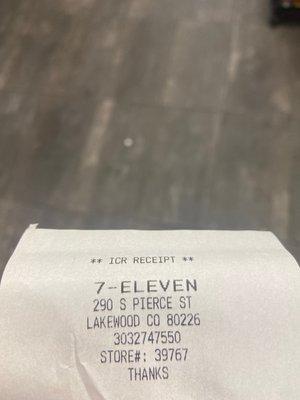 ** ICR RECEIPT **
7-ELEVEN
290 S PIERCE ST
LAKEWOOD CO 80226
3032747550
STORE#: 39767
THANKS